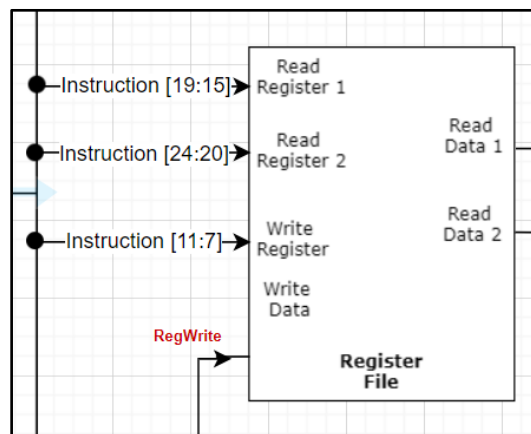 Read
Register 1
Instruction [19:15]
Instruction [24:20]
Read
Register 2
Read
Data 1
Instruction [11:7]
Write
Register
Read
Data 2
Write
Data
RegWrite
Register
File